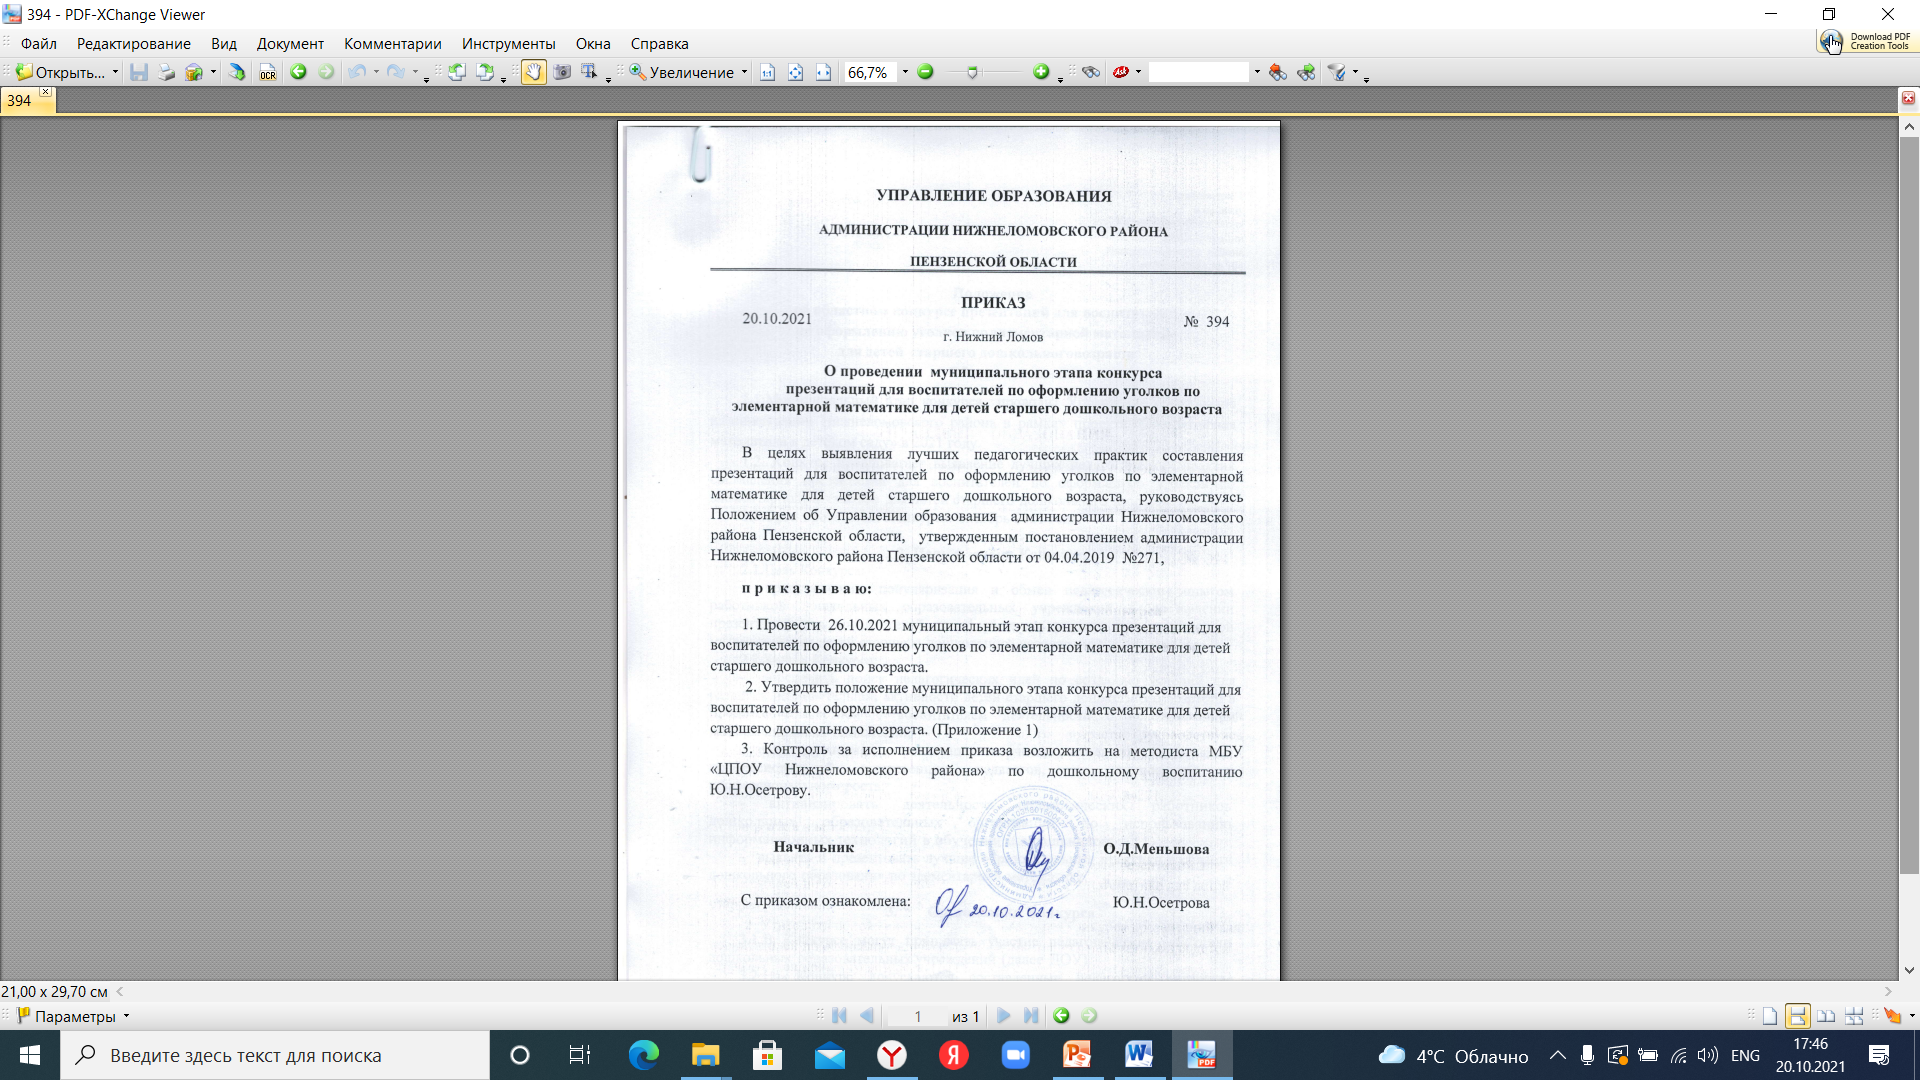 394 - PDF-XChange Viewer
Файл Редактирование Вид Документ Комментарии Инструменты Окна Справка
Download PDF
Creation Tools
Открыть... OCR Увеличение 66,7%
394
УПРАВЛЕНИЕ ОБРАЗОВАНИЯ
АДМИНИСТРАЦИИ НИЖНЕЛОМОВСКОГО РАЙОНА
ПЕНЗЕНСКОЙ ОБЛАСТИ
ПРИКАЗ
20.10.2021 № 394
г. Нижний Ломов
О проведении муниципального этапа конкурса
презентаций для воспитателей по оформлению уголков по
элементарной математике для детей старшего дошкольного возраста
В целях выявления лучших педагогических практик составления
презентаций для воспитателей по оформлению уголков по элементарной
математике для детей старшего дошкольного возраста, руководствуясь
Положением об Управлении образования администрации Нижнеломовского
района Пензенской области, утвержденным постановлением администрации
Нижнеломовского района Пензенской области от 04.04.2019 №271,
п р и к а з ы в а ю:
1. Провести 26.10.2021 муниципальный этап конкурса презентаций для
воспитателей по оформлению уголков по элементарной математике для детей
старшего дошкольного возраста.
2. Утвердить положение муниципального этапа конкурса презентаций для
воспитателей по оформлению уголков по элементарной математике для детей
старшего дошкольного возраста. (Приложение 1)
3. Контроль за исполнением приказа возложить на методиста МБУ
«ЦПОУ Нижнеломовского района» по дошкольному воспитанию
Ю.Н.Осетрову.
Начальник О.Д.Меньшова
С приказом ознакомлена: 20.10.2021г Ю.Н.Осетрова
21,00 x 29,70 см
Параметры 1 из 1
Введите здесь текст для поиска
4°C Облачно ENG 17:46
20.10.2021